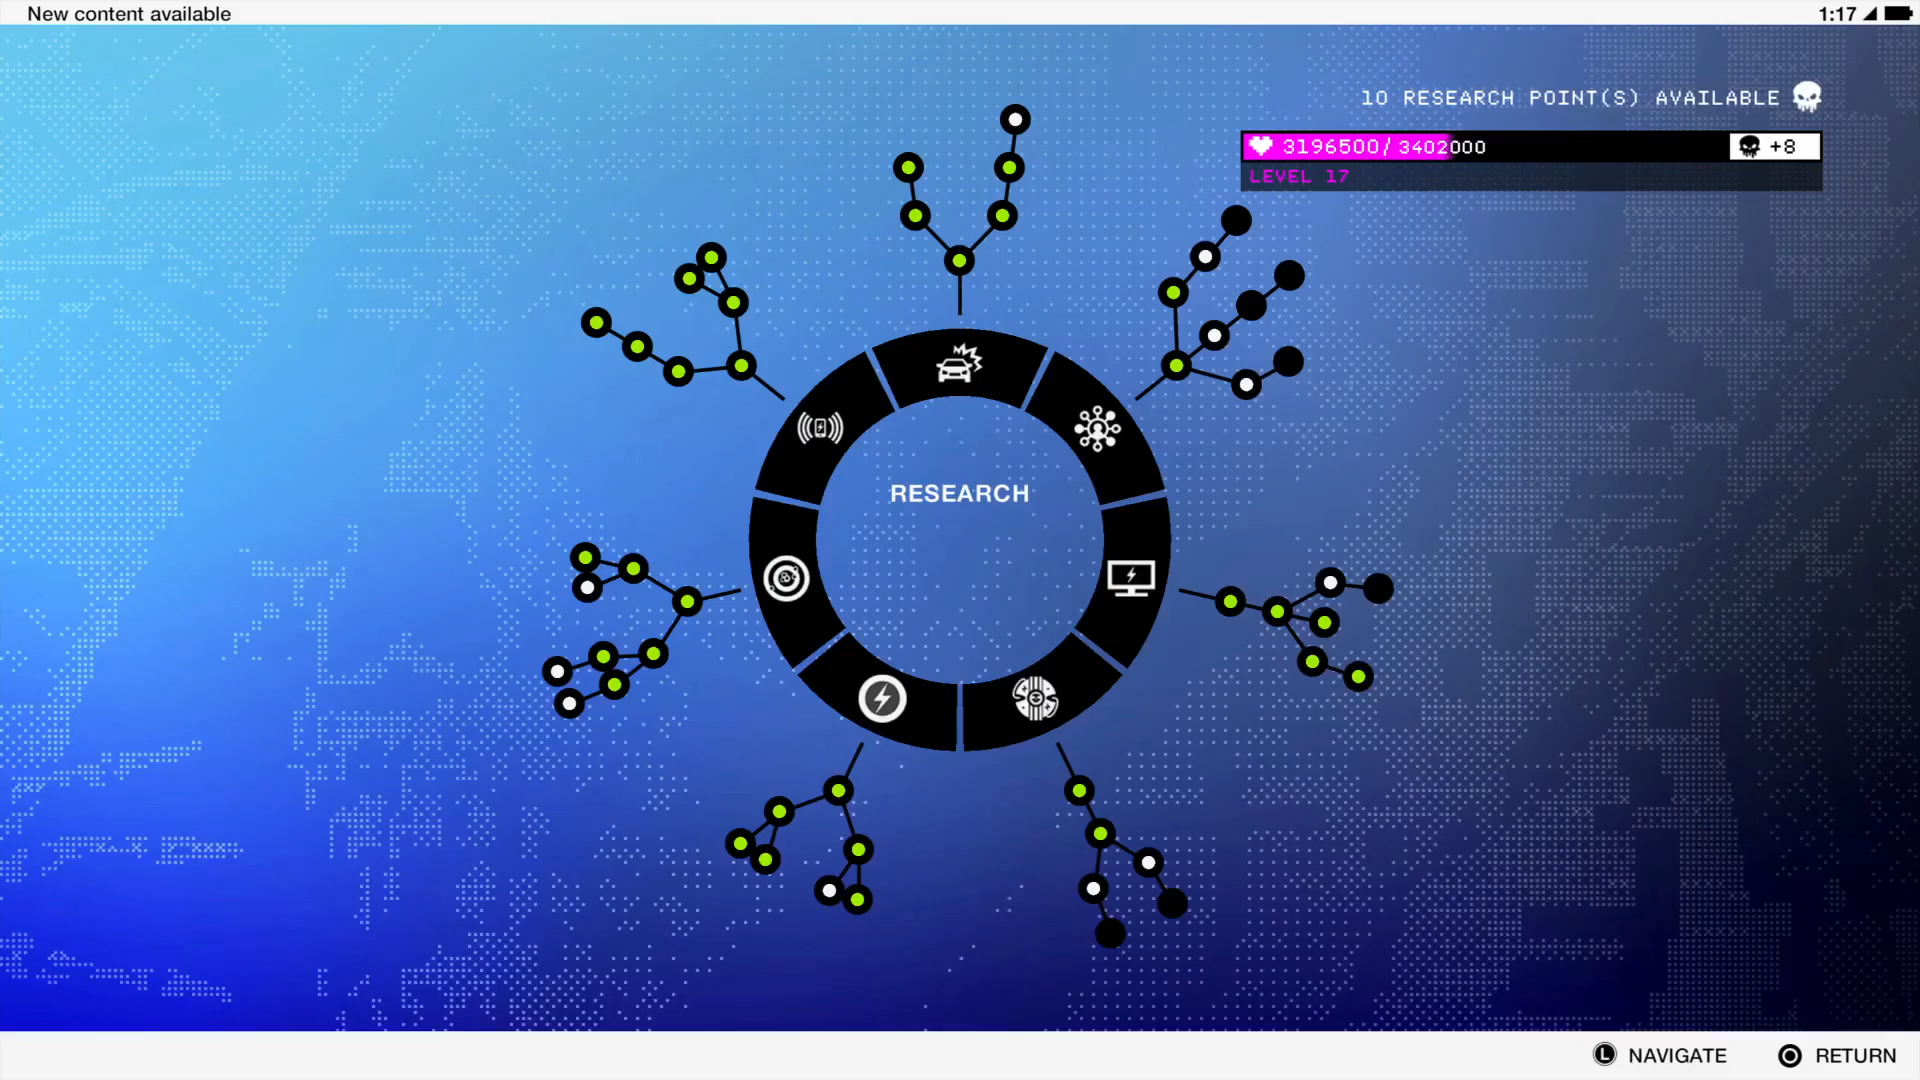 New content available
1:17
10 RESEARCH POINT(S) AVAILABLE
3196500/3402000
+8
LEVEL 17
RESEARCH
L NAVIGATE
RETURN